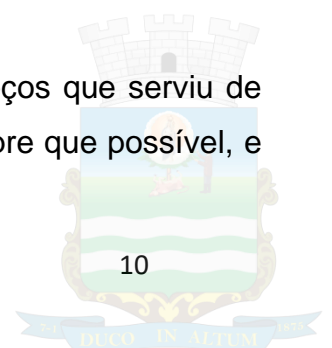 ços que serviu de
ore que possível, e
10
DUCO IN ALTUM